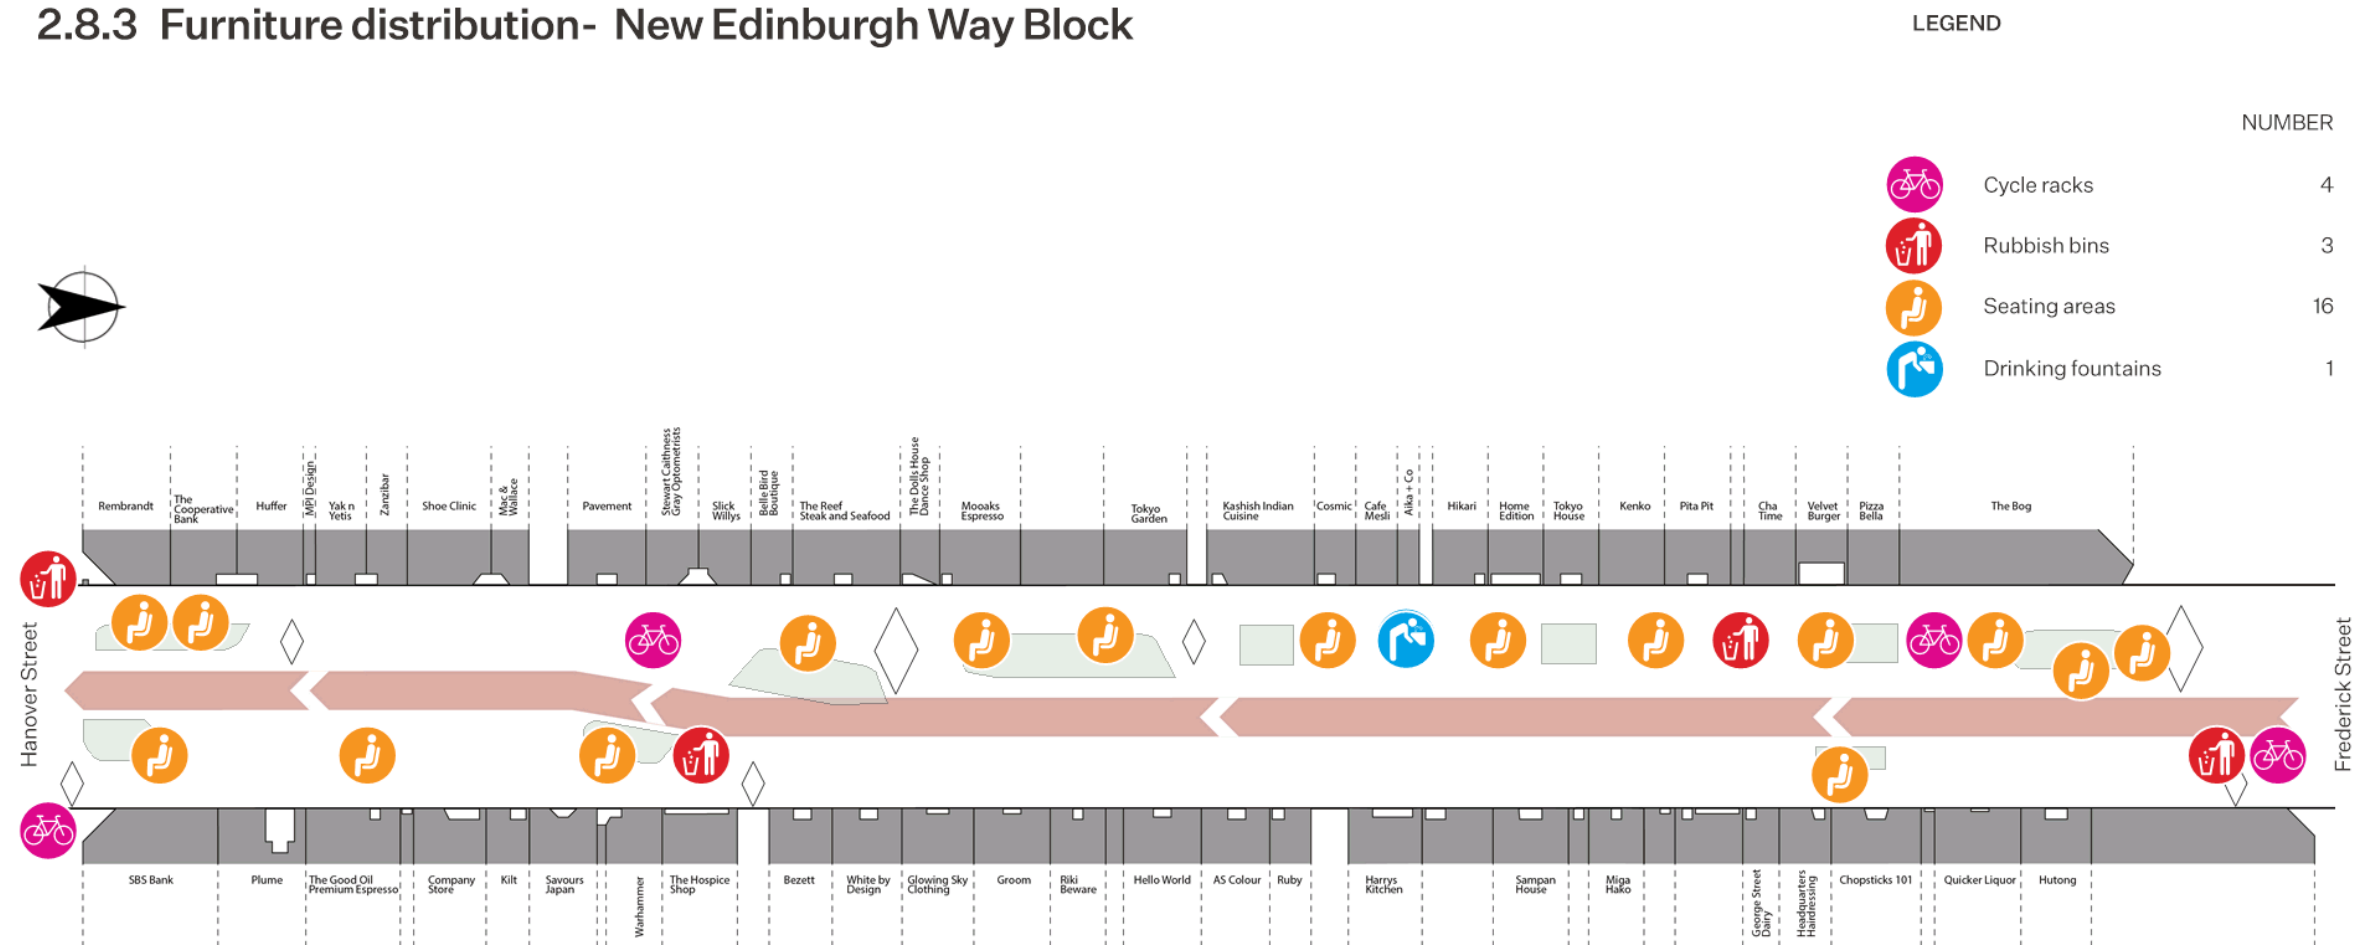 2.8.3 Furniture distribution- New Edinburgh Way Block
LEGEND
NUMBER
Cycle racks 4
Rubbish bins 3
Seating areas 16
Drinking fountains 1
Rembrandt
The
Cooperative
Bank
Huffer
MPI Design
Yak n
Yetis
Zanzibar
Shoe Clinic
Mac &
Wallace
Pavement
Stewart Caithness
Gray Optometrists
Slick
Willys
Belle Bird
Boutique
The Reef
Steak and Seafood
The Dolls House
Dance Shop
Mooaks
Espresso
Tokyo
Garden
Kashish Indian
Cuisine
Cosmic
Cafe
Mesli
Aika + Co
Hikari
Home
Edition
Tokyo
House
Kenko
Pita Pit
Cha
Time
Velvet
Burger
Pizza
Bella
The Bog
Hanover Street
Frederick Street
SBS Bank
Plume
The Good Oil
Premium Espresso
Company
Store
Kilt
Savours
Japan
Warhammer
The Hospice
Shop
Bezett
White by
Design
Glowing Sky
Clothing
Groom
Riki
Beware
Hello World
AS Colour
Ruby
Harrys
Kitchen
Sampan
House
Miga
Hako
George Street
Dairy
Headquarters
Hairdressing
Chopsticks 101
Quicker Liquor
Hutong